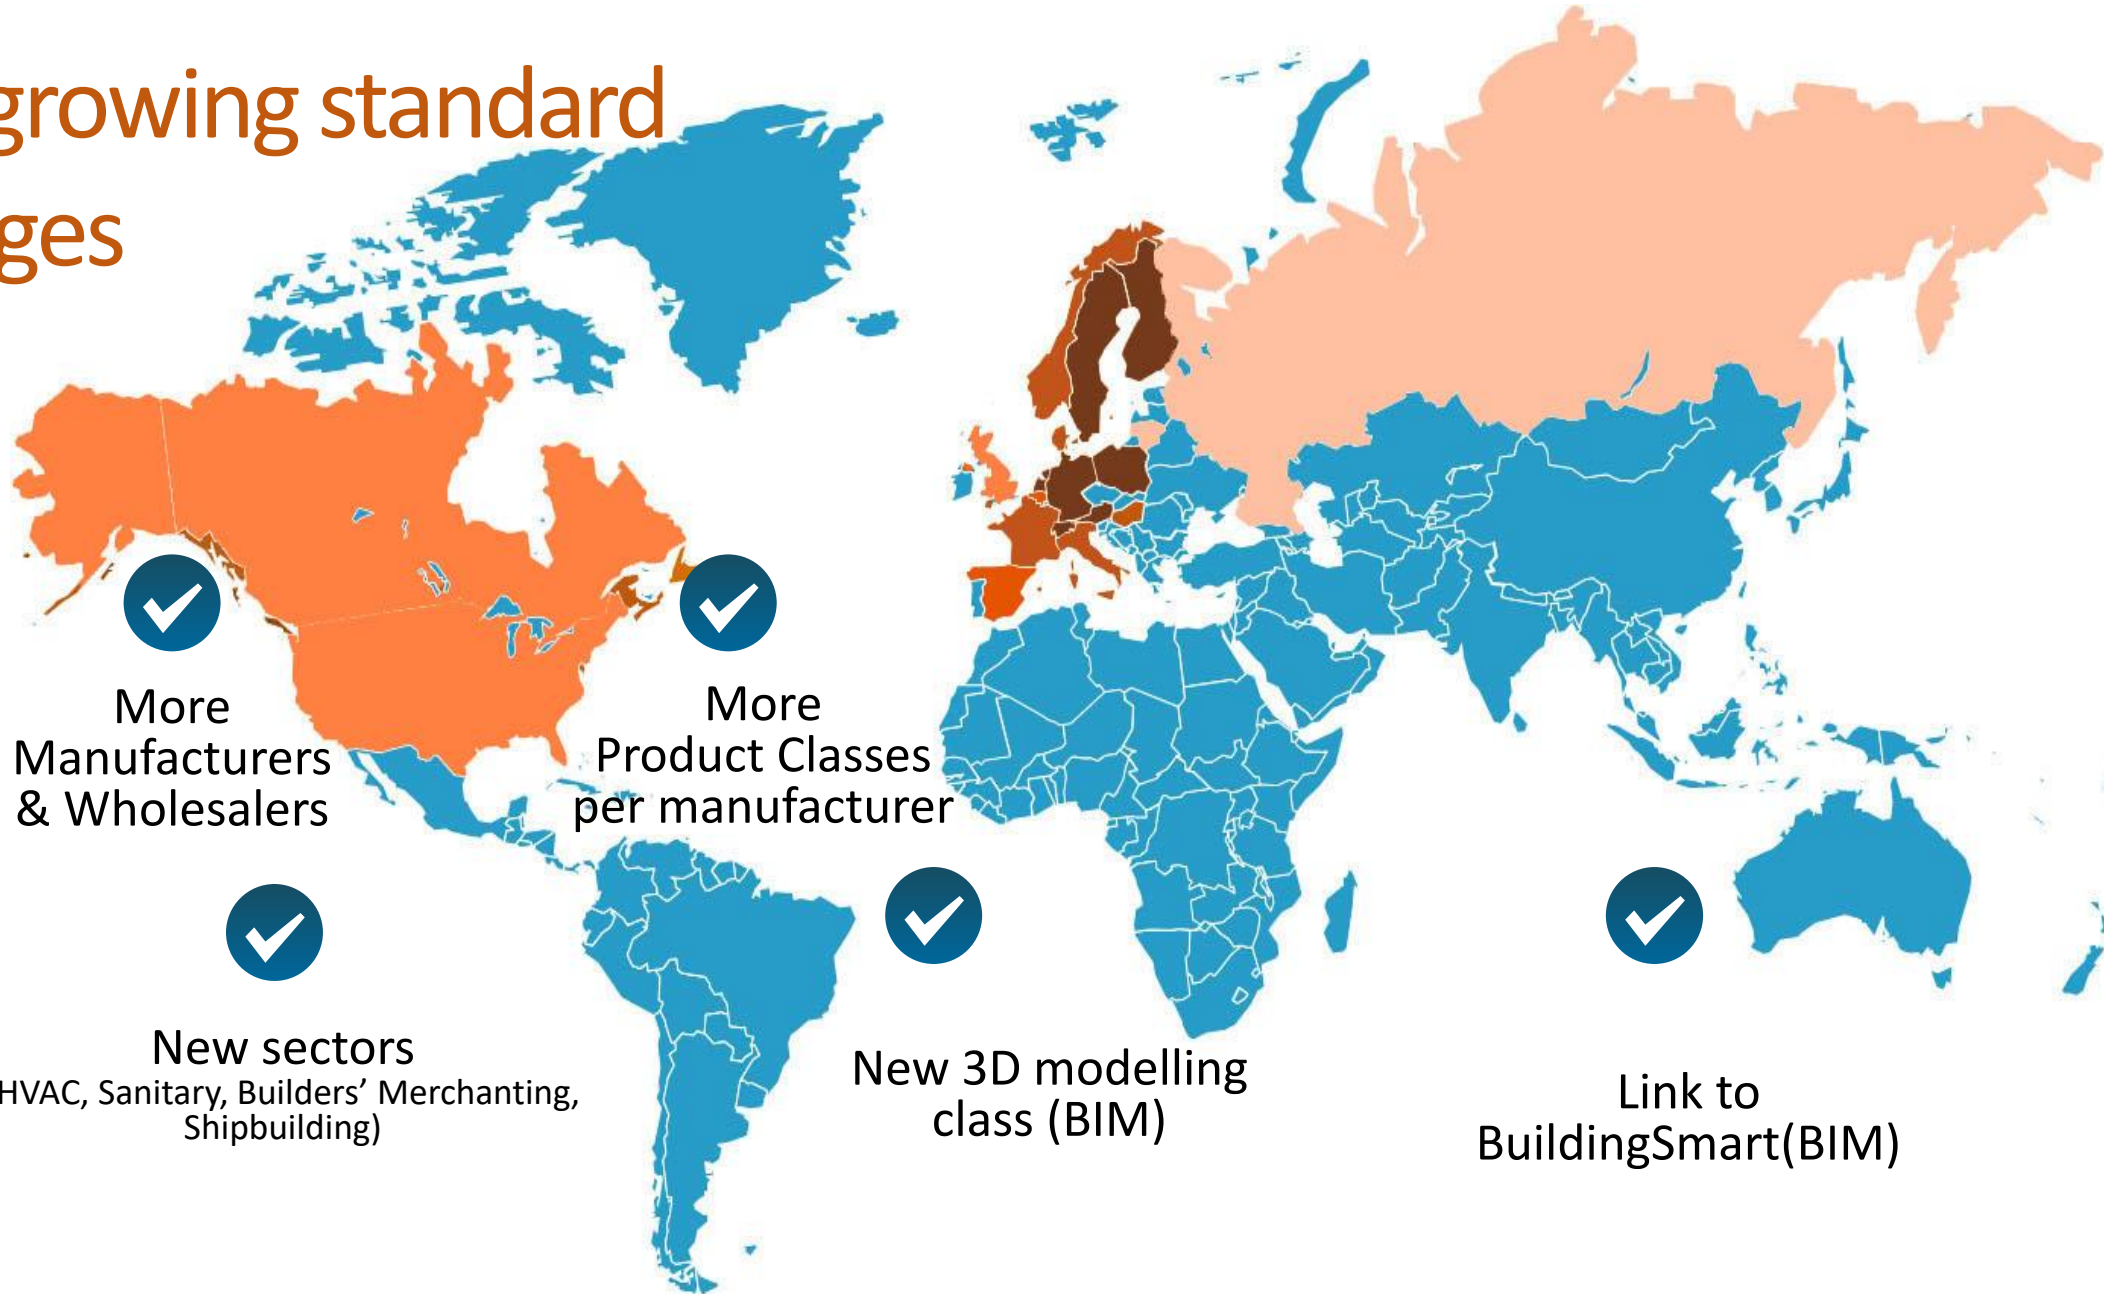 growing standard
ges
More
Manufacturers
& Wholesalers
More
Product Classes
per manufacturer
New sectors
HVAC, Sanitary, Builders’ Merchanting,
Shipbuilding)
New 3D modelling
class (BIM)
Link to
BuildingSmart(BIM)